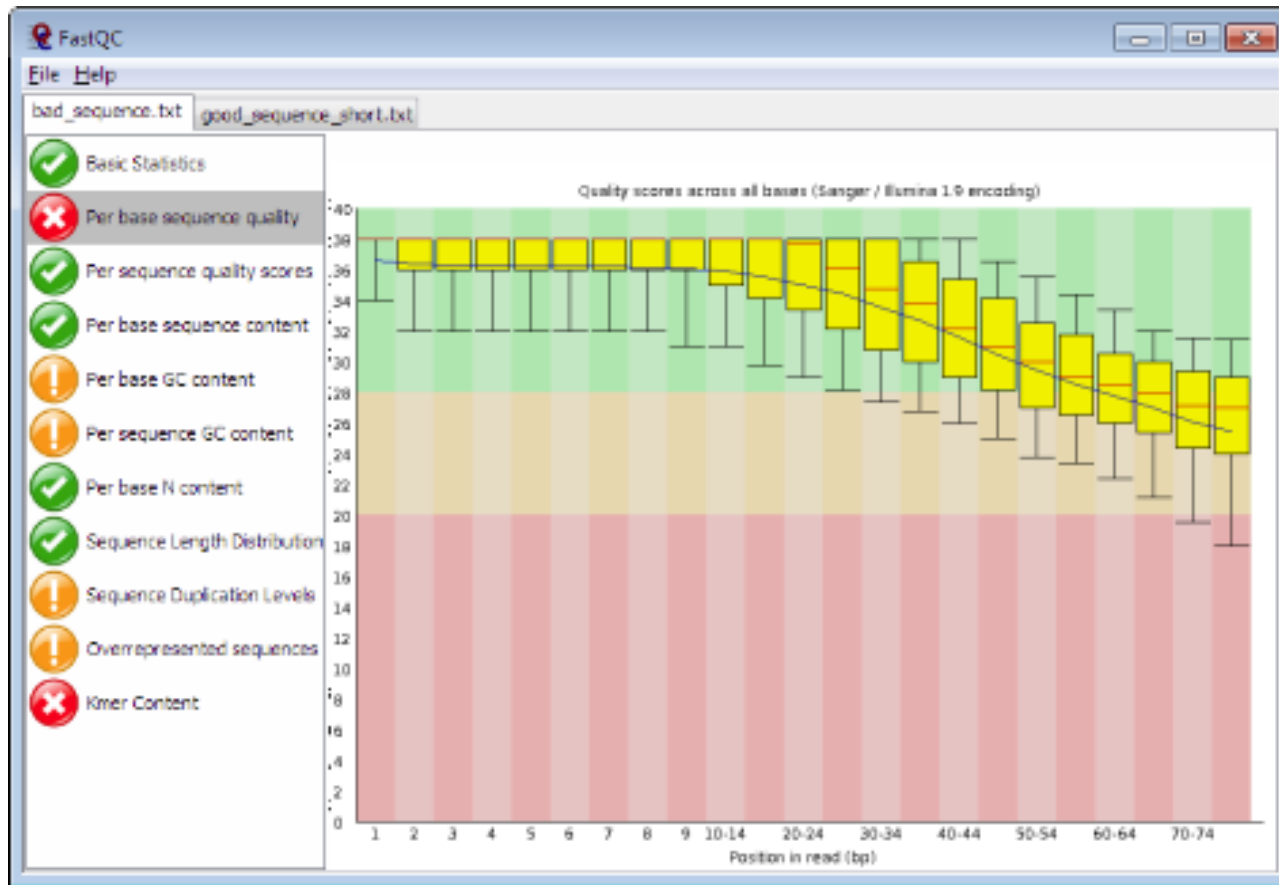 FastQC
File Help
bad_sequence.txt good_sequence_short.txt
Basic Statistics
Per base sequence quality
Per sequence quality scores
Per base sequence content
Per base GC content
Per sequence GC content
Per base N content
Sequence Length Distribution
Sequence Duplication Levels
Overrepresented sequences
Kmer Content
Quality scores across all bases (Sanger / Illumina 1.9 encoding)
40
38
36
34
32
30
28
26
24
22
20
18
16
14
12
10
8
6
4
2
0
1 2 3 4 5 6 7 8 9 10-14 20-24 30-34 40-44 50-54 60-64 70-74
Position in read (bp)